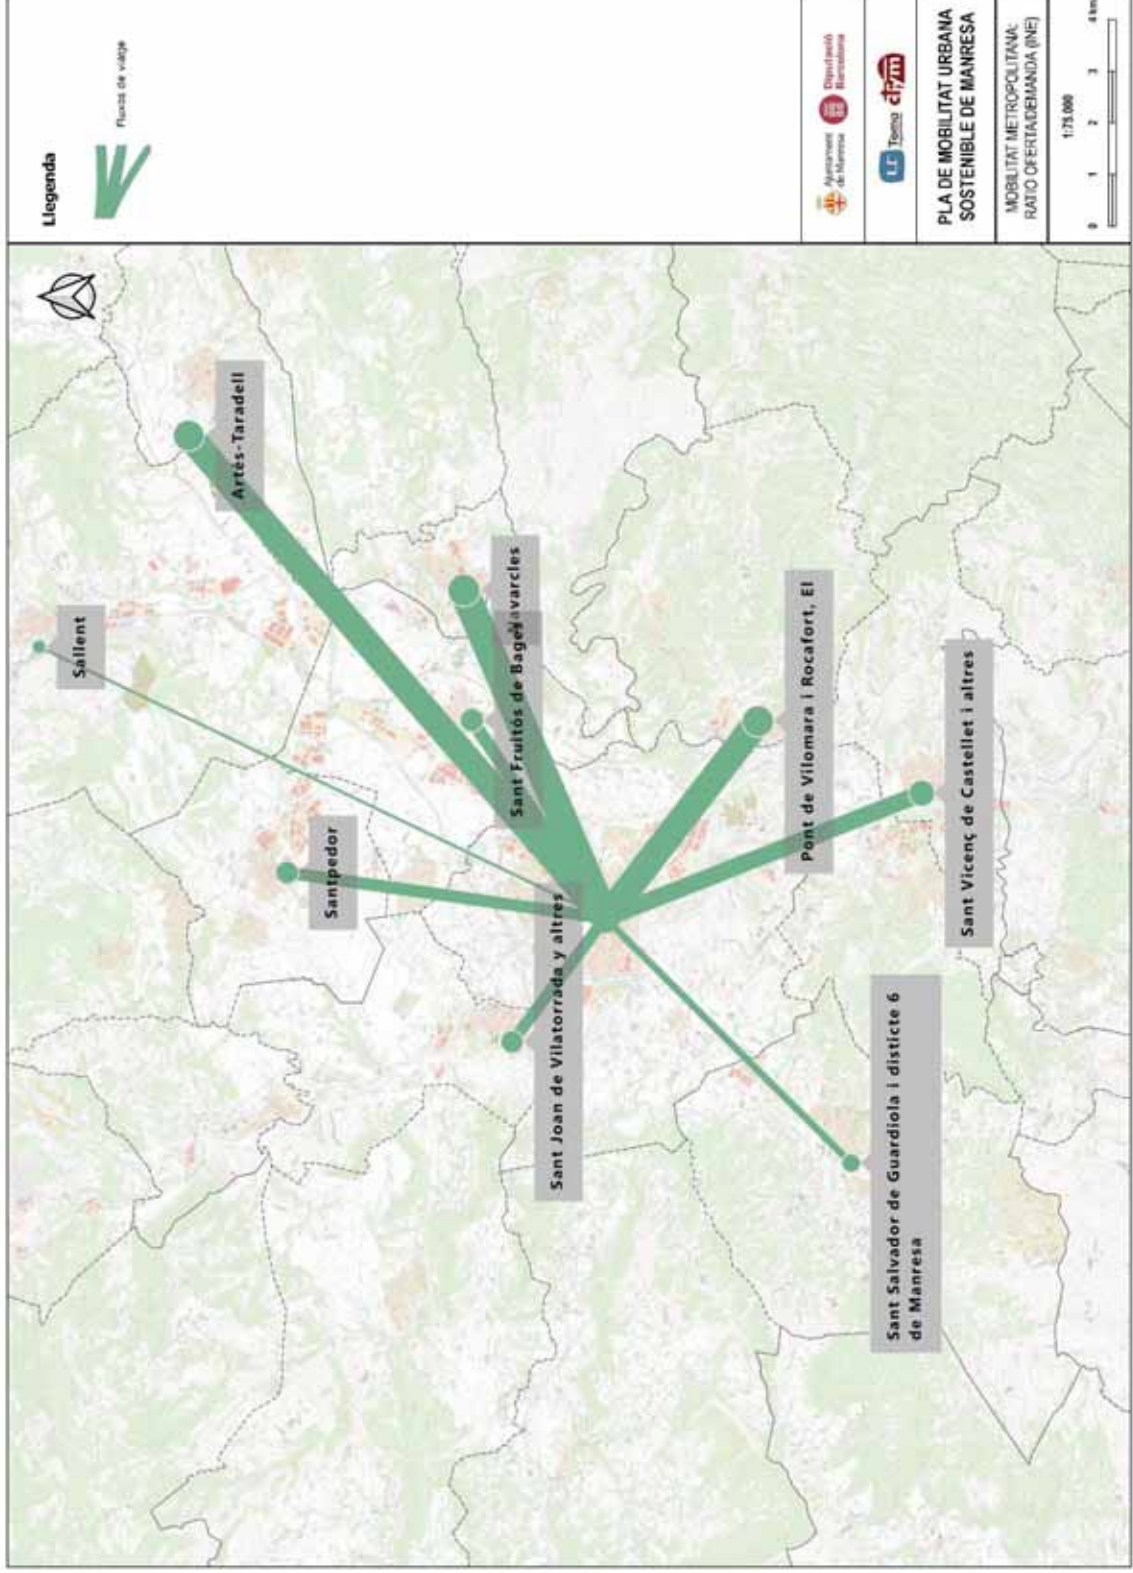 Sallent
Artés-Taradell
Santpedor
Navarcles
Sant Fruitós de Bages
Sant Joan de Vilatorrada y altres
Pont de Vilomara i Rocafort, El
Sant Vicenç de Castellet i altres
Sant Salvador de Guardiola i disticte 6
de Manresa
Llegenda
Fluxos de viatge
Ajuntament
de Manresa
Diputació
Barcelona
Tema
PLA DE MOBILITAT URBANA
SOSTENIBLE DE MANRESA
MOBILITAT METROPOLITANA:
RATIO OFERTA/DEMANDA (INE)
1:75.000
0 1 2 3 4 km